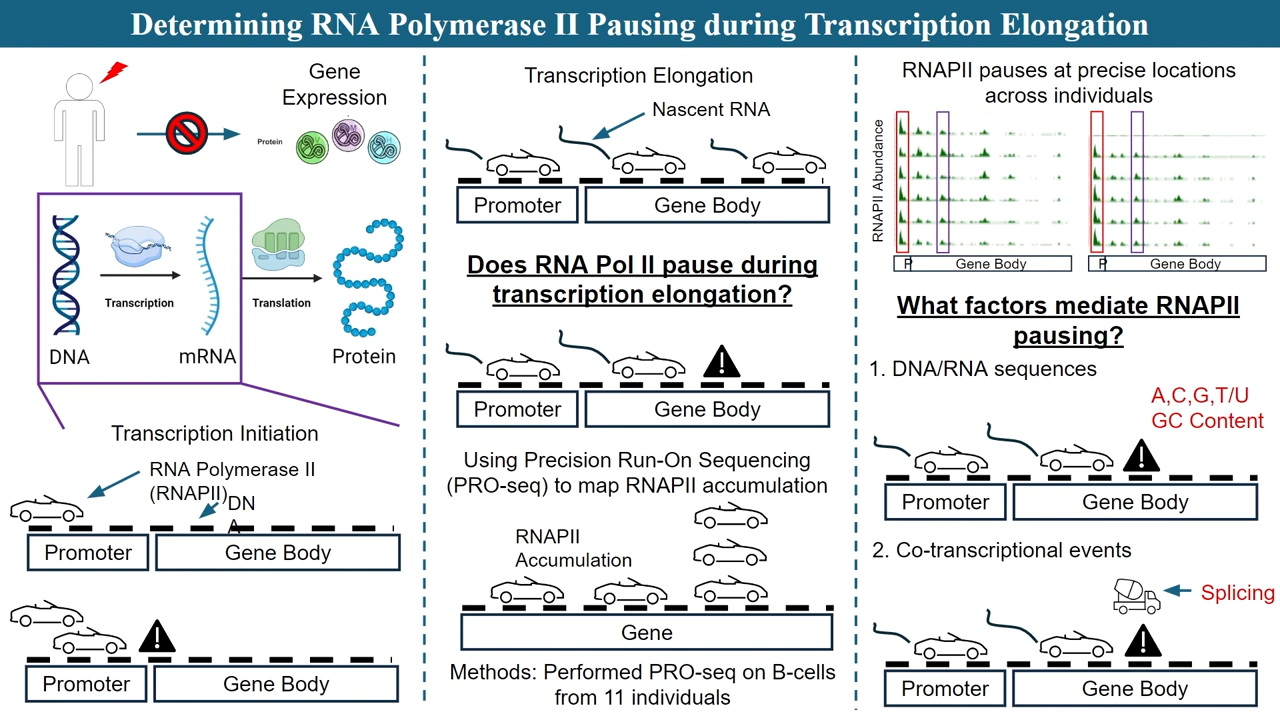 Determining RNA Polymerase II Pausing during Transcription Elongation
Gene
Expression
Protein
Transcription
Translation
DNA
mRNA
Protein
Transcription Initiation
RNA Polymerase II
(RNAPII)
DN
A
Promoter
Gene Body
Promoter
Gene Body
Transcription Elongation
Nascent RNA
Promoter
Gene Body
Does RNA Pol II pause during
transcription elongation?
Promoter
Gene Body
Using Precision Run-On Sequencing
(PRO-seq) to map RNAPII accumulation
RNAPII
Accumulation
Gene
Methods: Performed PRO-seq on B-cells
from 11 individuals
RNAPII pauses at precise locations
across individuals
RNAPII Abundance
P
Gene Body
P
Gene Body
What factors mediate RNAPII
pausing?
1. DNA/RNA sequences
A,C,G,T/U
GC Content
Promoter
Gene Body
2. Co-transcriptional events
Splicing
Promoter
Gene Body